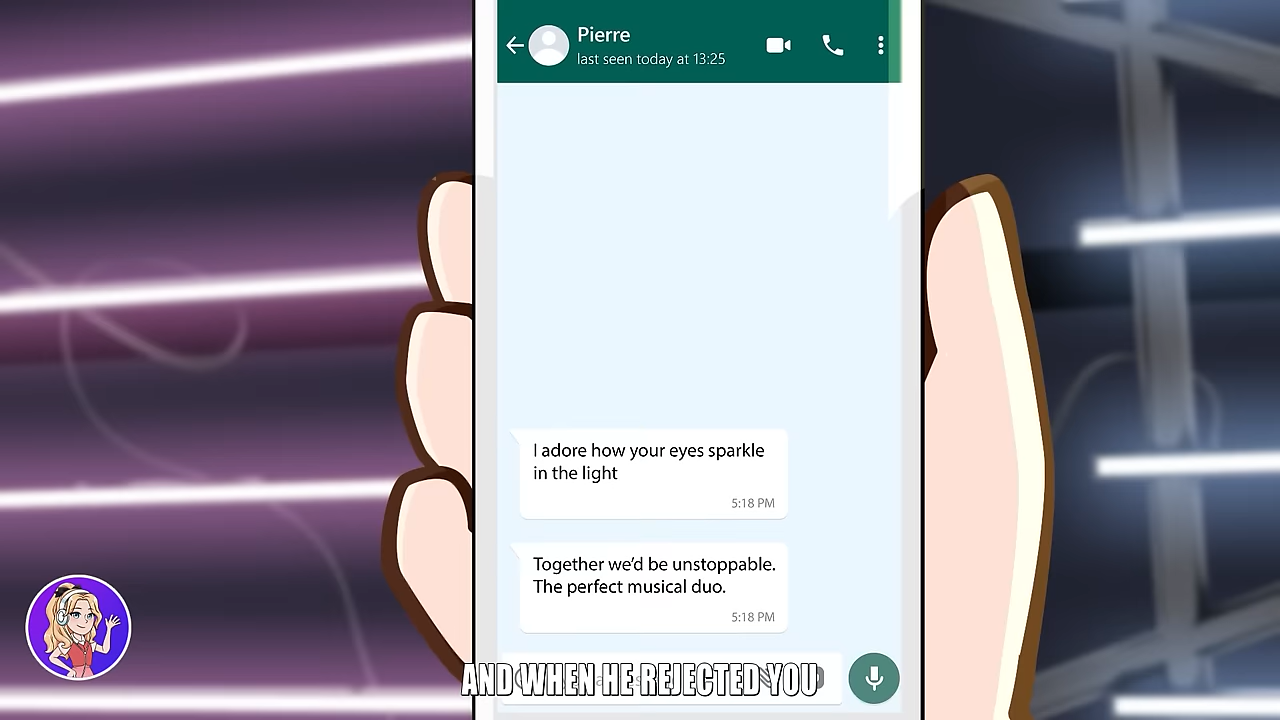 Pierre
last seen today at 13:25
I adore how your eyes sparkle
in the light
5:18 PM
Together we’d be unstoppable.
The perfect musical duo.
5:18 PM
AND WHEN HE REJECTED YOU